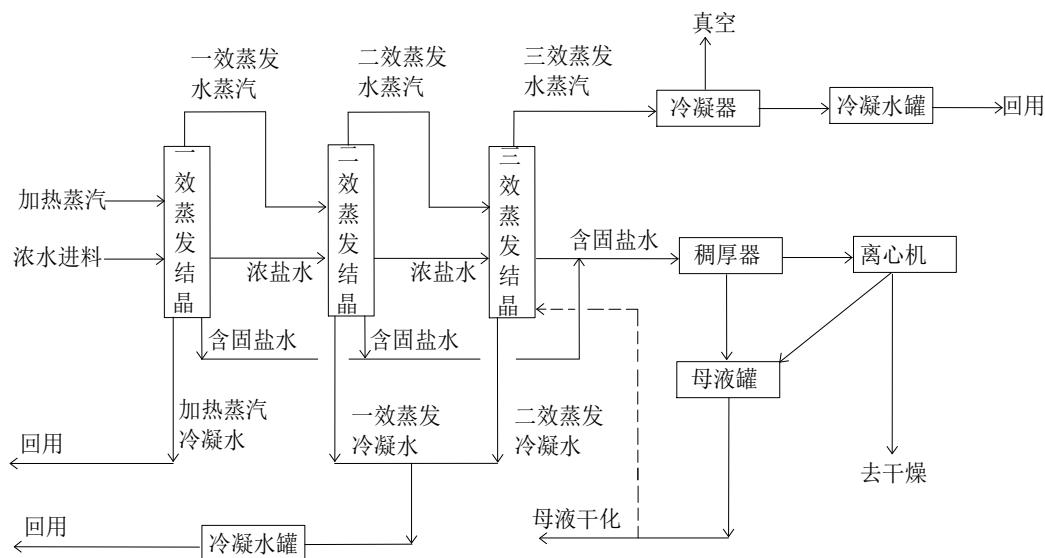 真空
一效蒸发
水蒸汽
二效蒸发
水蒸汽
三效蒸发
水蒸汽
冷凝器
冷凝水罐
回用
一效蒸发结晶
二效蒸发结晶
三效蒸发结晶
加热蒸汽
浓水进料
浓盐水
浓盐水
含固盐水
稠厚器
离心机
含固盐水
含固盐水
母液罐
加热蒸汽
冷凝水
一效蒸发
冷凝水
二效蒸发
冷凝水
回用
去干燥
回用
冷凝水罐
母液干化